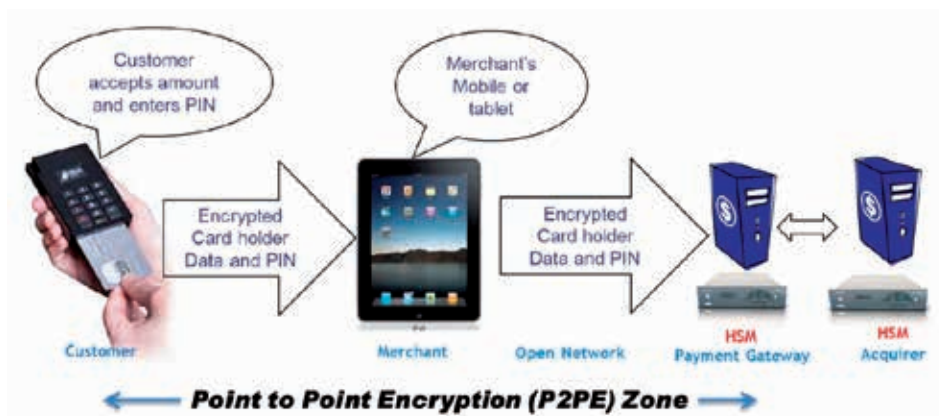 Customer
accepts amount
and enters PIN
Merchant's
Mobile or
tablet
Encrypted
Card holder
Data and PIN
Encrypted
Card holder
Data and PIN
$
$
HSM
HSM
Customer
Merchant
Open Network
Payment Gateway
Acquirer
Point to Point Encryption (P2PE) Zone